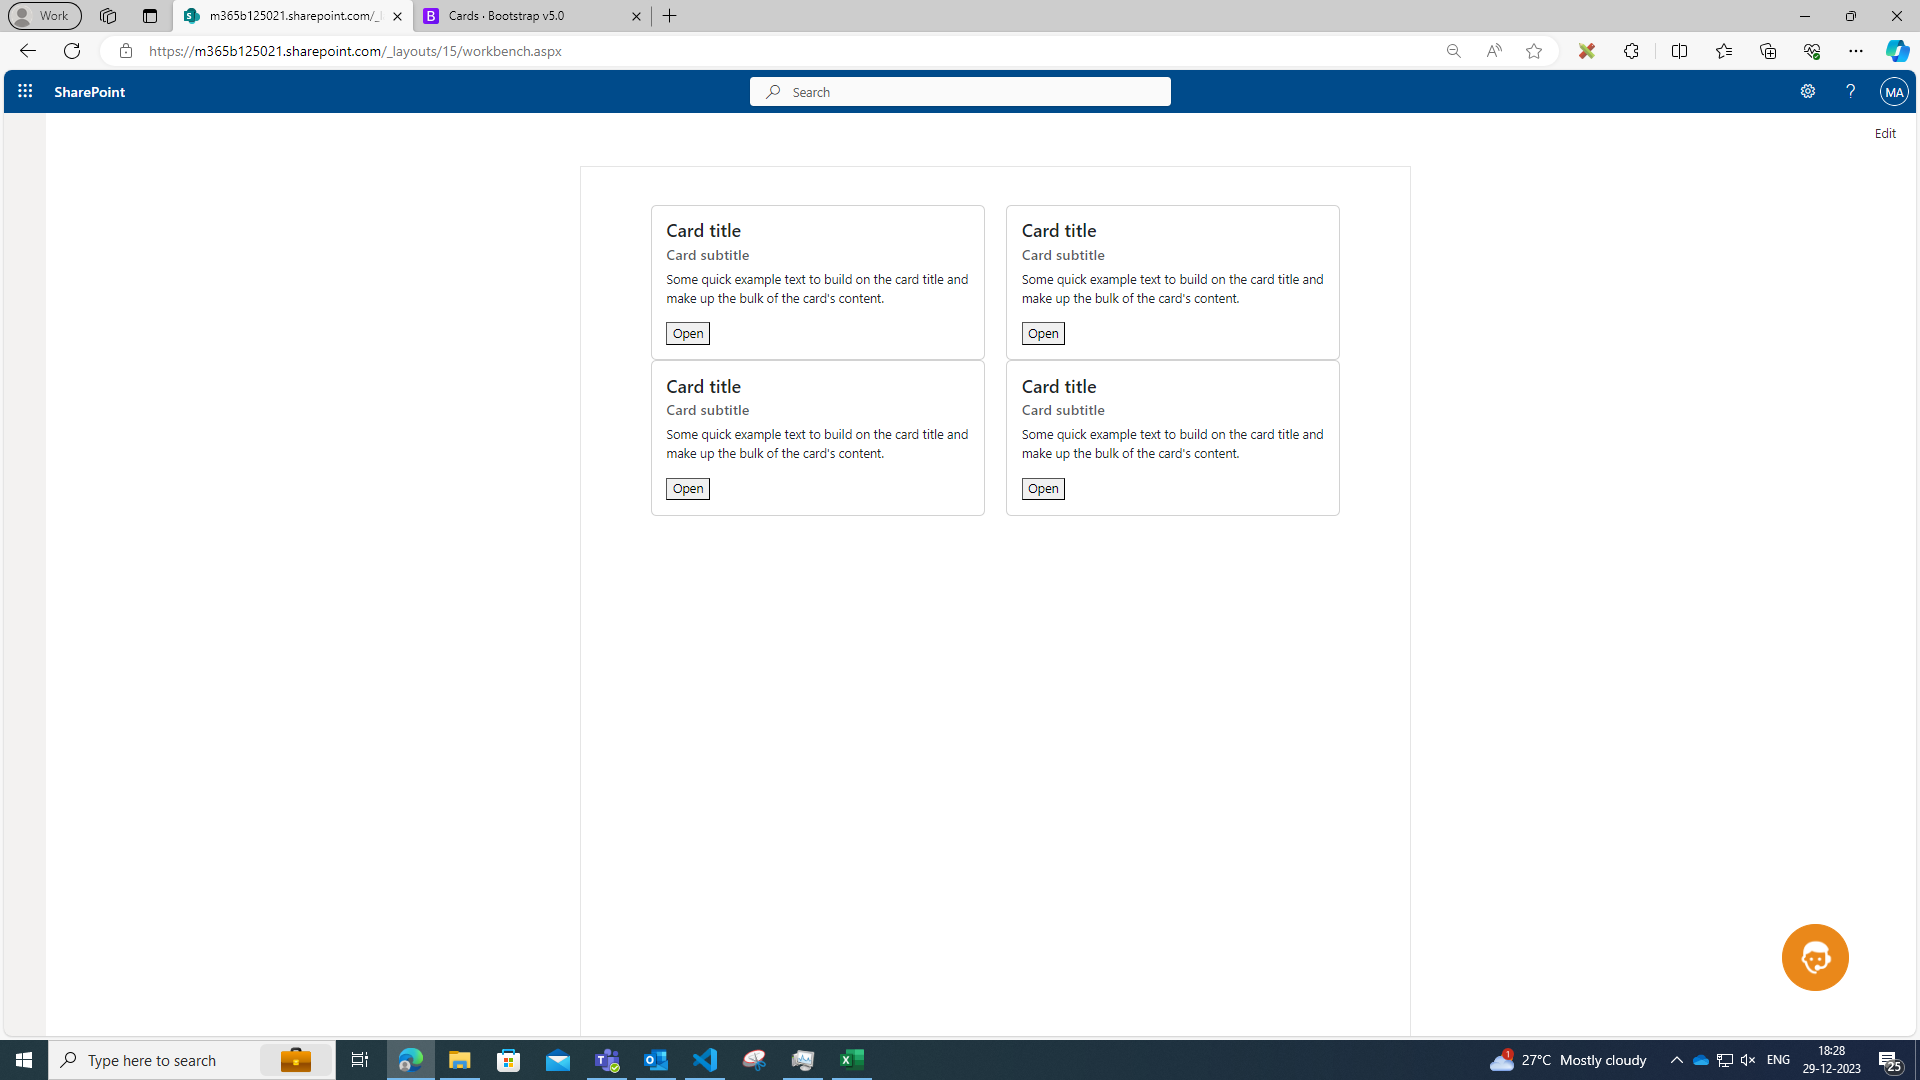 Work
m365b125021.sharepoint.com/_l
Cards · Bootstrap v5.0
https://m365b125021.sharepoint.com/_layouts/15/workbench.aspx
SharePoint
Search
?
MA
Edit
Card title
Card subtitle
Some quick example text to build on the card title and
make up the bulk of the card's content.
Open
Card title
Card subtitle
Some quick example text to build on the card title and
make up the bulk of the card's content.
Open
Card title
Card subtitle
Some quick example text to build on the card title and
make up the bulk of the card's content.
Open
Card title
Card subtitle
Some quick example text to build on the card title and
make up the bulk of the card's content.
Open
Type here to search
1
27°C Mostly cloudy
ENG
18:28
29-12-2023
25